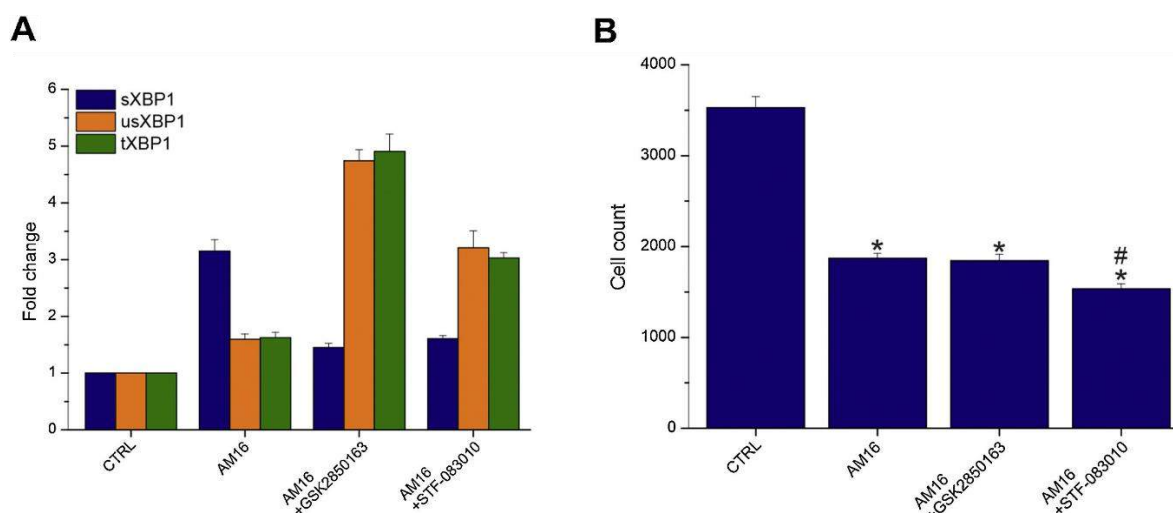 A
Fold change
6
5
4
3
2
1
0
sXBP1
usXBP1
tXBP1
CTRL
AM16
AM16
+GSK2850163
AM16
+STF-083010
B
Cell count
4000
3000
2000
1000
0
*
*
#
*
CTRL
AM16
AM16
+GSK2850163
AM16
+STF-083010